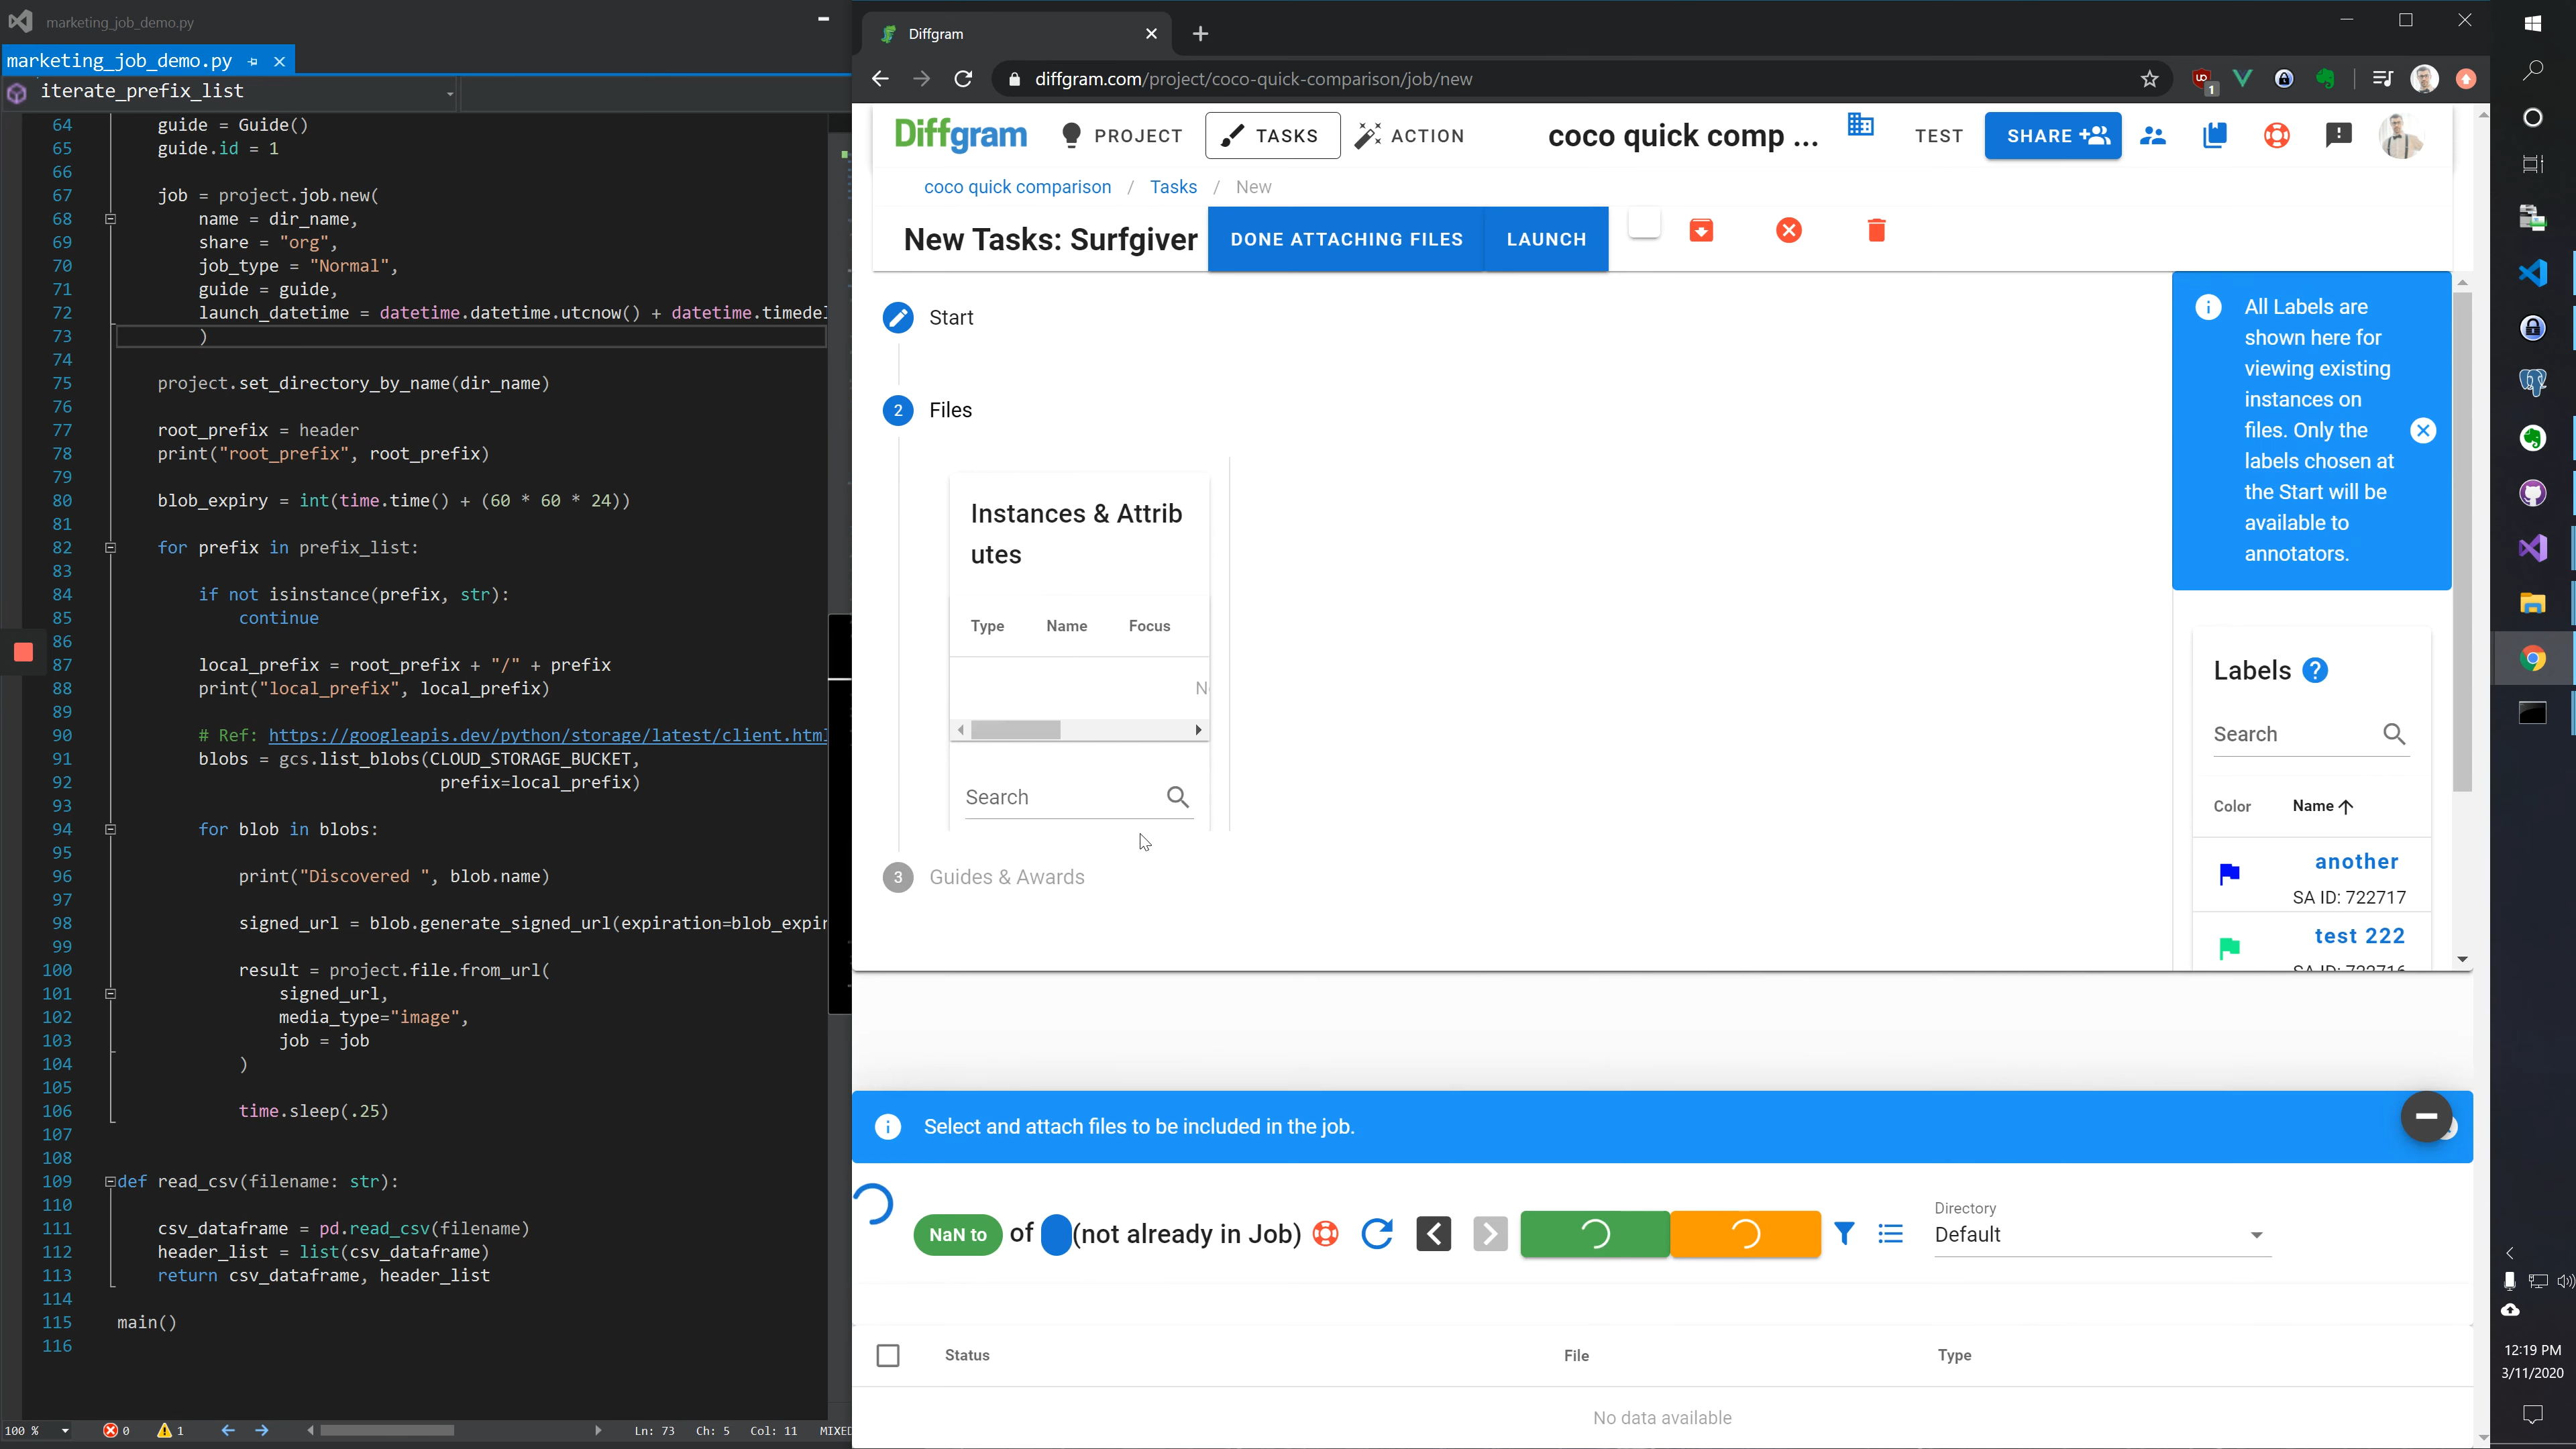 marketing_job_demo.py
marketing_job_demo.py
iterate_prefix_list
64 guide = Guide()
65 guide.id = 1
66
67 job = project.job.new(
68 name = dir_name,
69 share = "org",
70 job_type = "Normal",
71 guide = guide,
72 launch_datetime = datetime.datetime.utcnow() + datetime.timedel
73 )
74
75 project.set_directory_by_name(dir_name)
76
77 root_prefix = header
78 print("root_prefix", root_prefix)
79
80 blob_expiry = int(time.time() + (60 * 60 * 24))
81
82 for prefix in prefix_list:
83
84 if not isinstance(prefix, str):
85 continue
86
87 local_prefix = root_prefix + "/" + prefix
88 print("local_prefix", local_prefix)
89
90 # Ref: https://googleapis.dev/python/storage/latest/client.html
91 blobs = gcs.list_blobs(CLOUD_STORAGE_BUCKET,
92 prefix=local_prefix)
93
94 for blob in blobs:
95
96 print("Discovered ", blob.name)
97
98 signed_url = blob.generate_signed_url(expiration=blob_expir
99
100 result = project.file.from_url(
101 signed_url,
102 media_type="image",
103 job = job
104 )
105
106 time.sleep(.25)
107
108
109 def read_csv(filename: str):
110
111 csv_dataframe = pd.read_csv(filename)
112 header_list = list(csv_dataframe)
113 return csv_dataframe, header_list
114
115 main()
116
100 % 0 1 Ln: 73 Ch: 5 Col: 11 MIXED
Diffgram
diffgram.com/project/coco-quick-comparison/job/new
1
Diffgram PROJECT TASKS ACTION coco quick comp ... TEST SHARE
coco quick comparison / Tasks / New
New Tasks: Surfgiver DONE ATTACHING FILES LAUNCH
Start
2 Files
Instances & Attrib
utes
Type Name Focus
N
Search
3 Guides & Awards
All Labels are
shown here for
viewing existing
instances on
files. Only the
labels chosen at
the Start will be
available to
annotators.
Labels
Search
Color Name
another
SA ID: 722717
test 222
SA ID: 722716
Select and attach files to be included in the job.
NaN to of (not already in Job)
Directory
Default
Status File Type
No data available
12:19 PM
3/11/2020